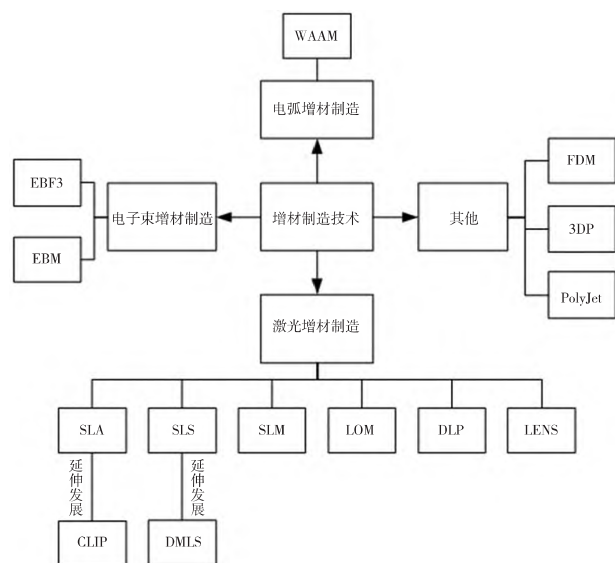 WAAM
电弧增材制造
EBF3
EBM
电子束增材制造
增材制造技术
其他
FDM
3DP
PolyJet
激光增材制造
SLA
SLS
SLM
LOM
DLP
LENS
延伸发展
延伸发展
CLIP
DMLS